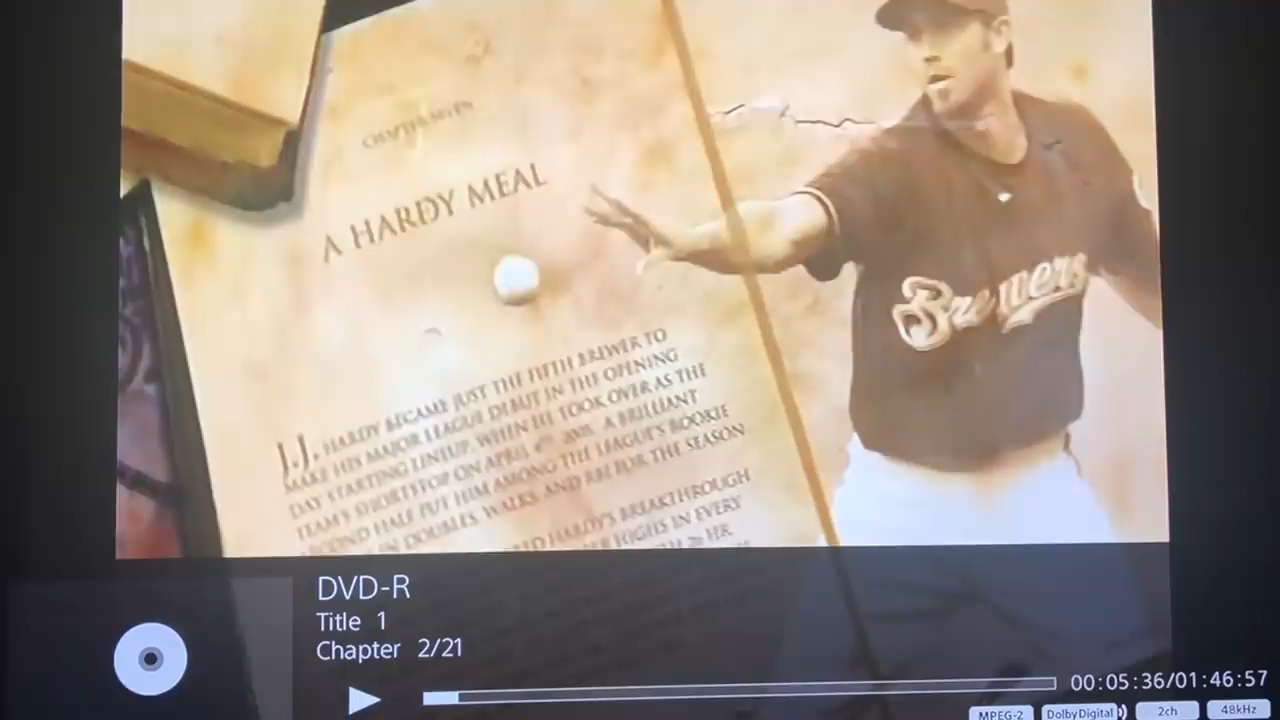 A HARDY MEAL
J.J. HARDY BECAME JUST THE FIFTH BREWER TO
MAKE HIS MAJOR LEAGUE DEBUT IN THE OPENING
DAY STARTING LINEUP. WHEN HE TOOK OVER AS THE
TEAM'S SHORTSTOP ON APRIL 4TH, 2005. A BRILLIANT
SECOND HALF PUT HIM AMONG THE LEAGUE'S ROOKIE
IN DOUBLES, WALKS AND RBI FOR THE SEASON
HARDY'S BREAKTHROUGH
HIGHS IN EVERY
26 HR
Brewers
DVD-R
Title 1
Chapter 2/21
00:05:36/01:46:57
MPEG-2
DolbyDigital
2ch
48kHz